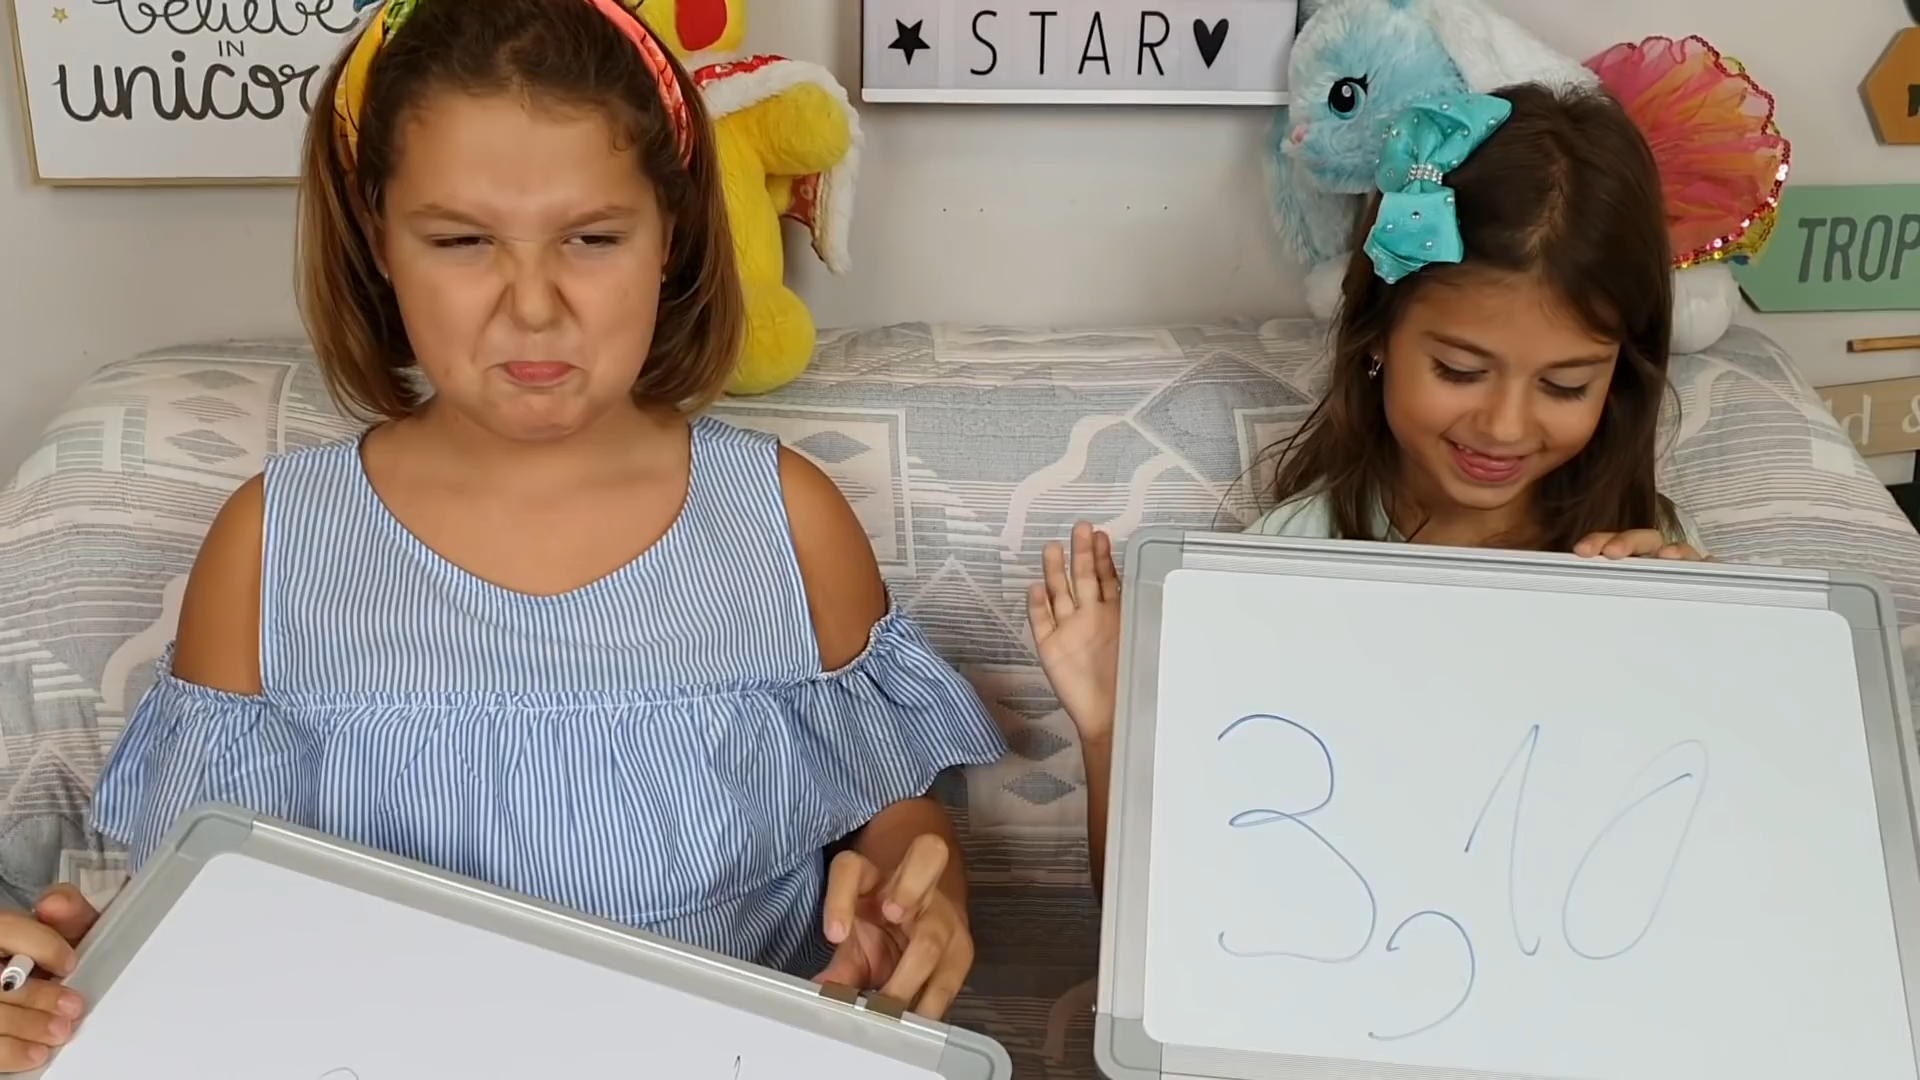 believe
IN
unicor
★ STAR ♥
TROP
d &
3,10